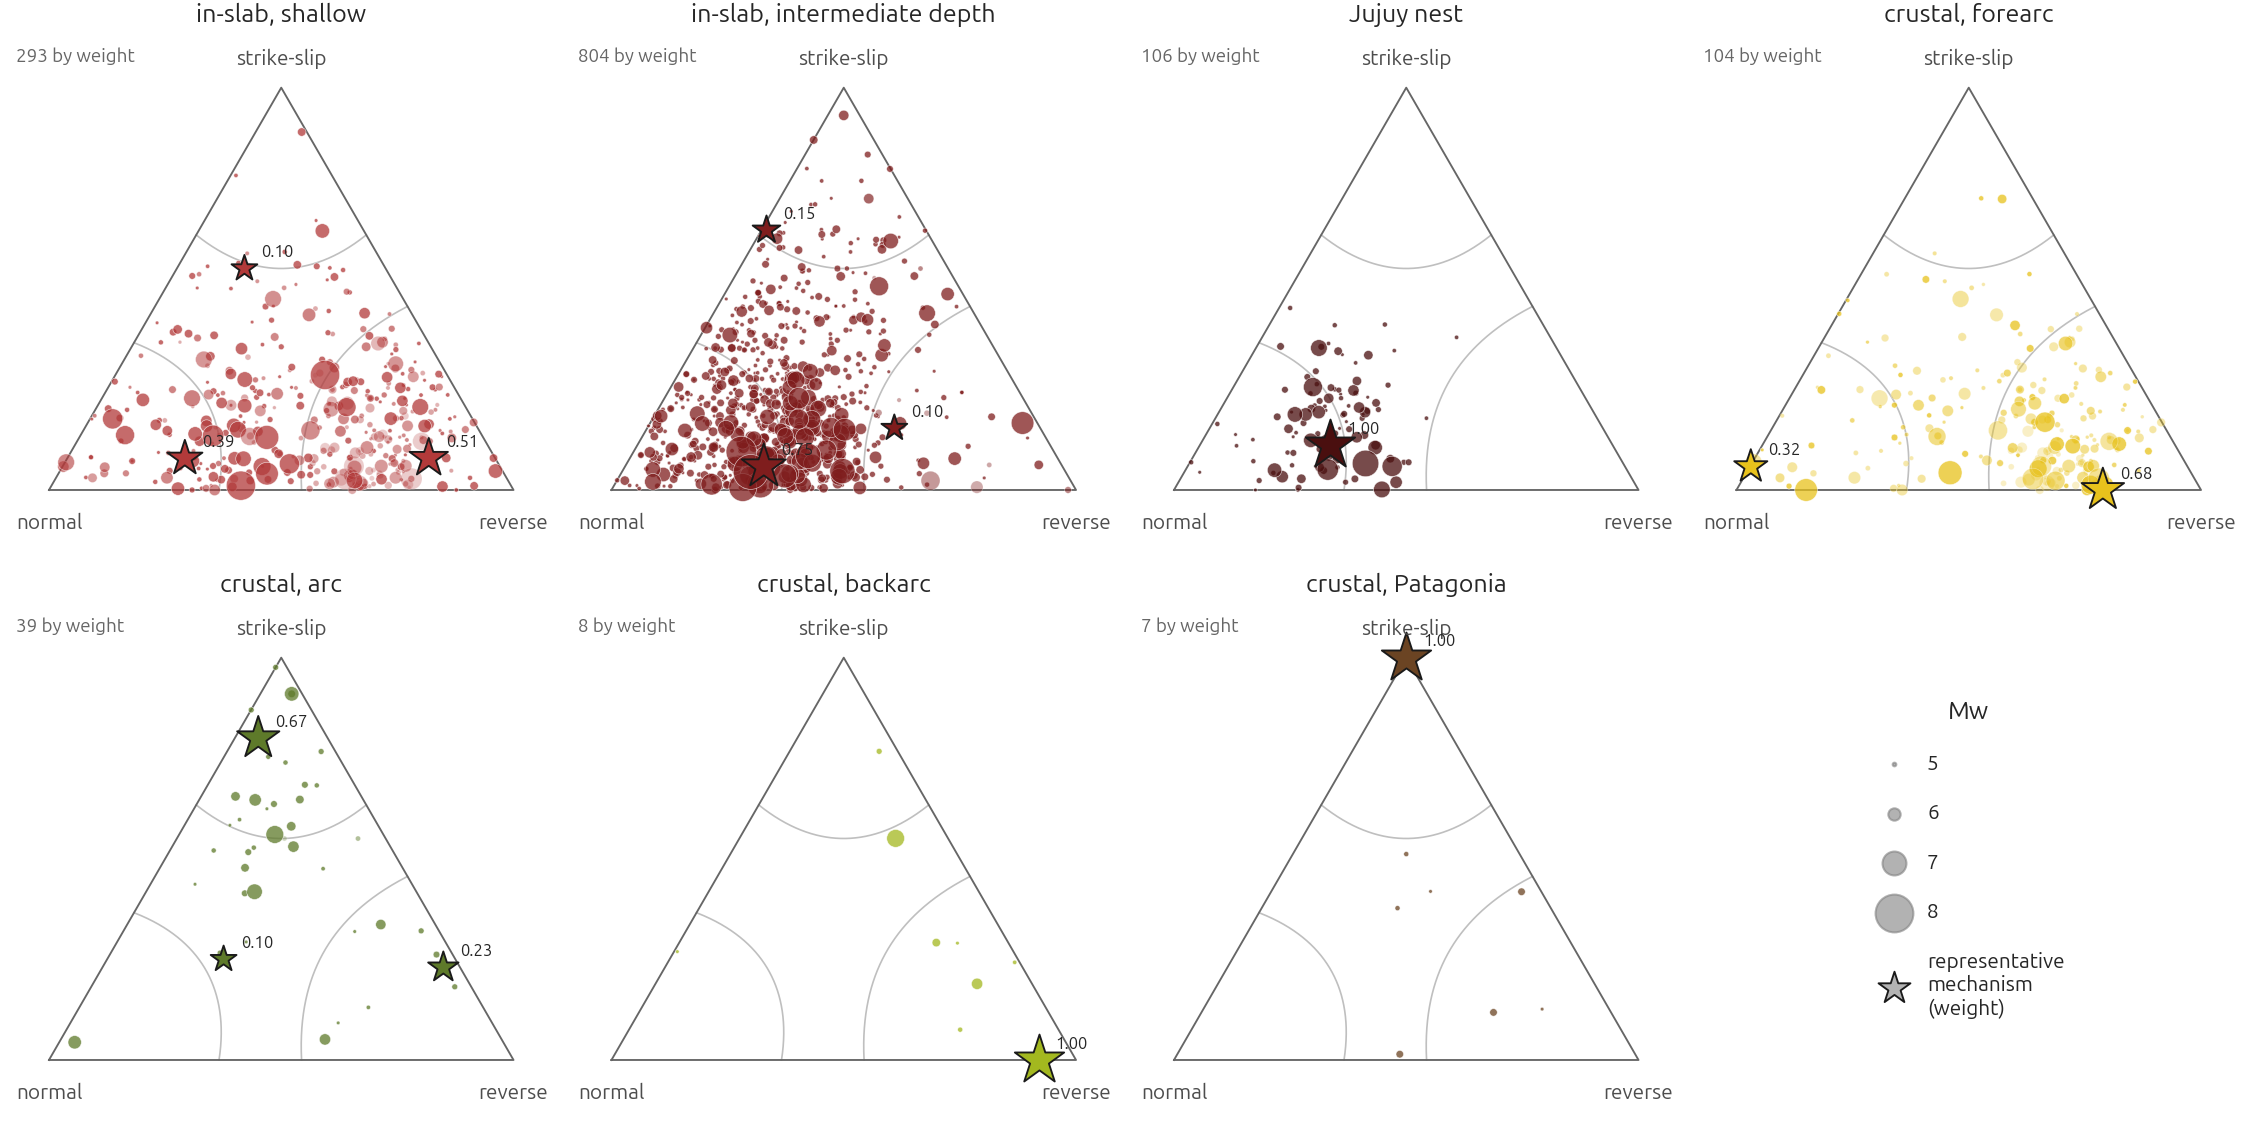 in-slab, shallow
293 by weight
strike-slip
0.10
0.39
0.51
normal
reverse
in-slab, intermediate depth
804 by weight
strike-slip
0.15
0.10
0.75
normal
reverse
Jujuy nest
106 by weight
strike-slip
1.00
normal
reverse
crustal, forearc
104 by weight
strike-slip
0.32
0.68
normal
reverse
crustal, arc
39 by weight
strike-slip
0.67
0.10
0.23
normal
reverse
crustal, backarc
8 by weight
strike-slip
1.00
normal
reverse
crustal, Patagonia
7 by weight
strike-slip
1.00
normal
reverse
Mw
5
6
7
8
representative
mechanism
(weight)